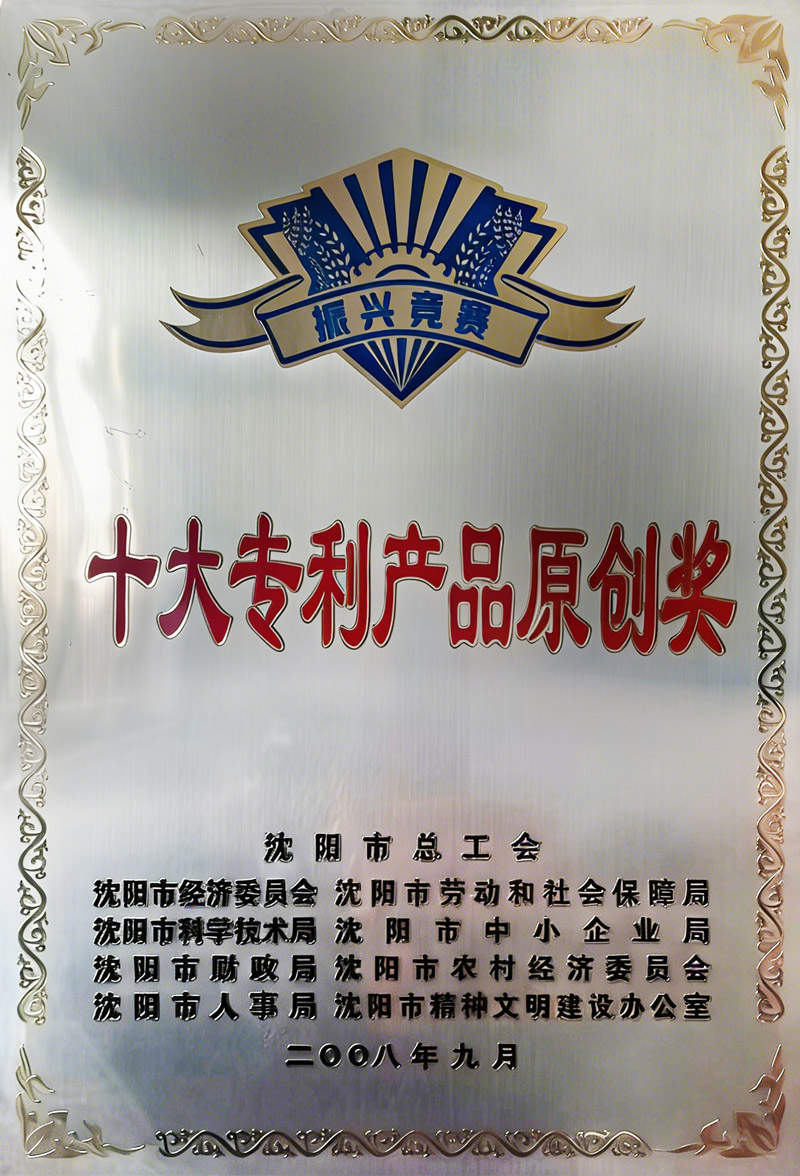 振兴竞赛
十大专利产品原创奖
沈阳市总工会
沈阳市经济委员会 沈阳市劳动和社会保障局
沈阳市科学技术局 沈阳市中小企业局
沈阳市财政局 沈阳市农村经济委员会
沈阳市人事局 沈阳市精神文明建设办公室
二〇〇八年九月